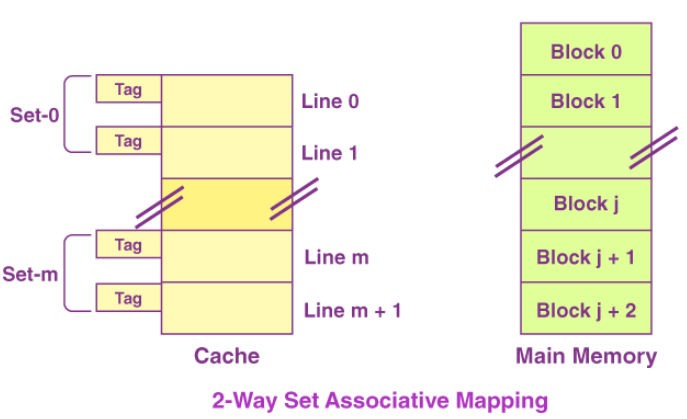 Set-0
Tag
Line 0
Tag
Line 1
Set-m
Tag
Line m
Tag
Line m + 1
Cache
Block 0
Block 1
Block j
Block j + 1
Block j + 2
Main Memory
2-Way Set Associative Mapping